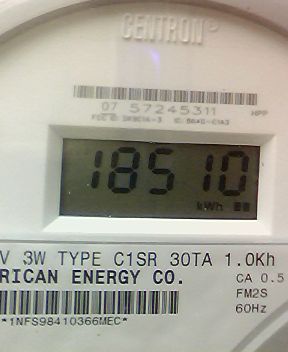 CENTRON®
07 57245311 HPP
18510
kWh
V 3W TYPE C1SR 30TA 1.0Kh
RICAN ENERGY CO. CA 0.5
FM2S
*1NFS98410366MEC* 60Hz